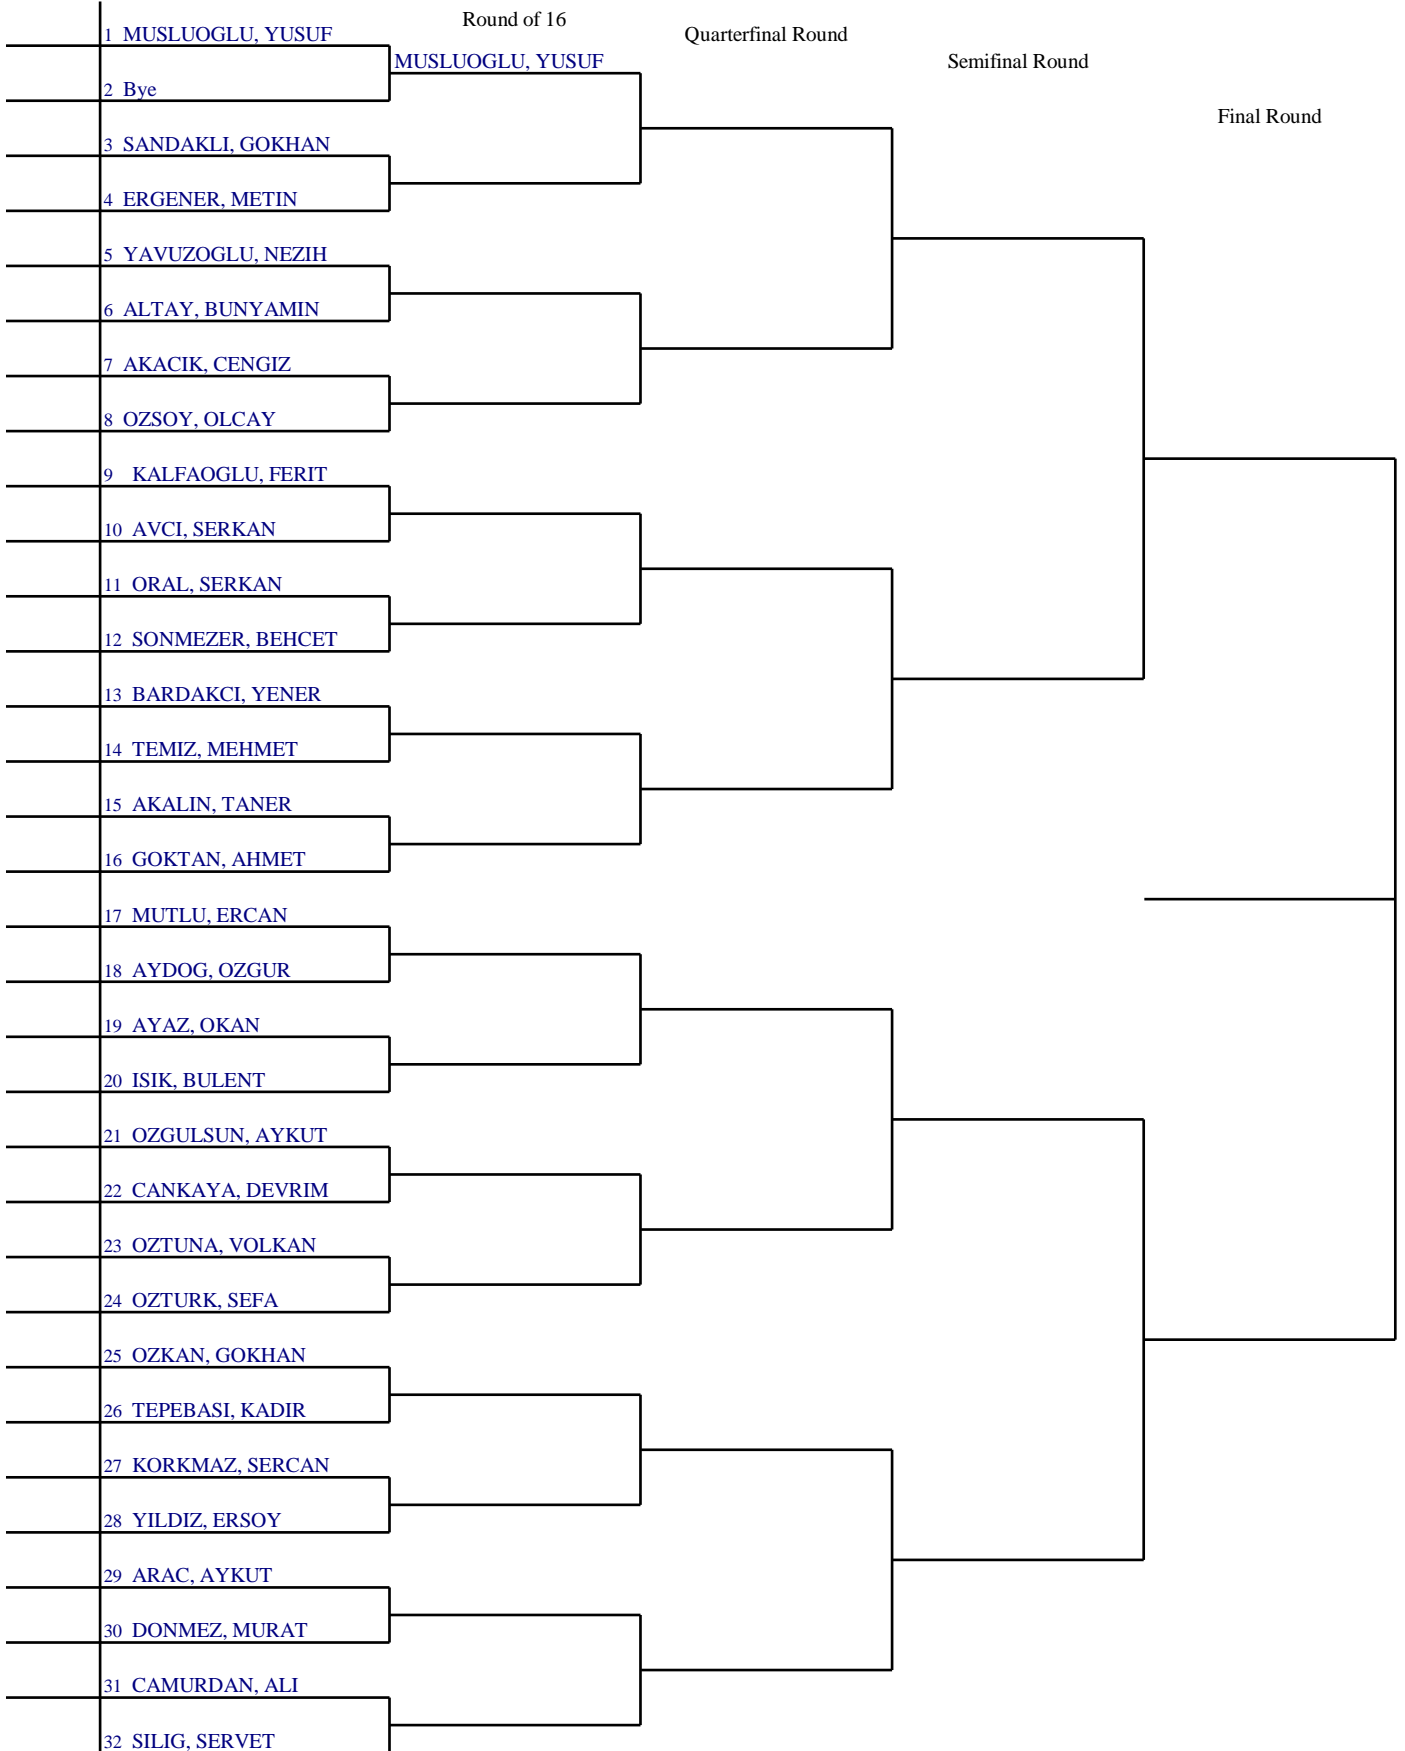 Round of 16
Quarterfinal Round
Semifinal Round
Final Round
1 MUSLUOGLU, YUSUF
MUSLUOGLU, YUSUF
2 Bye
3 SANDAKLI, GOKHAN
4 ERGENER, METIN
5 YAVUZOGLU, NEZIH
6 ALTAY, BUNYAMIN
7 AKACIK, CENGIZ
8 OZSOY, OLCAY
9 KALFAOGLU, FERIT
10 AVCI, SERKAN
11 ORAL, SERKAN
12 SONMEZER, BEHCET
13 BARDAKCI, YENER
14 TEMIZ, MEHMET
15 AKALIN, TANER
16 GOKTAN, AHMET
17 MUTLU, ERCAN
18 AYDOG, OZGUR
19 AYAZ, OKAN
20 ISIK, BULENT
21 OZGULSUN, AYKUT
22 CANKAYA, DEVRIM
23 OZTUNA, VOLKAN
24 OZTURK, SEFA
25 OZKAN, GOKHAN
26 TEPEBASI, KADIR
27 KORKMAZ, SERCAN
28 YILDIZ, ERSOY
29 ARAC, AYKUT
30 DONMEZ, MURAT
31 CAMURDAN, ALI
32 SILIG, SERVET